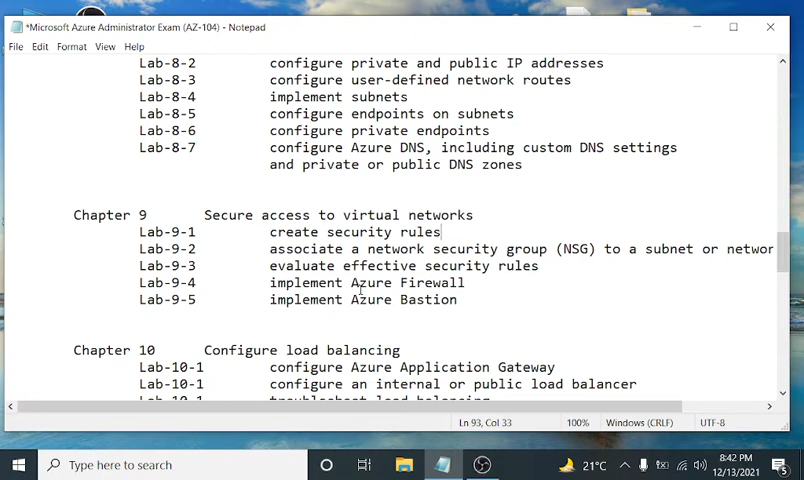 *Microsoft Azure Administrator Exam (AZ-104) - Notepad
File Edit Format View Help
Lab-8-2 configure private and public IP addresses
Lab-8-3 configure user-defined network routes
Lab-8-4 implement subnets
Lab-8-5 configure endpoints on subnets
Lab-8-6 configure private endpoints
Lab-8-7 configure Azure DNS, including custom DNS settings
and private or public DNS zones
Chapter 9 Secure access to virtual networks
Lab-9-1 create security rules
Lab-9-2 associate a network security group (NSG) to a subnet or networ
Lab-9-3 evaluate effective security rules
Lab-9-4 implement Azure Firewall
Lab-9-5 implement Azure Bastion
Chapter 10 Configure load balancing
Lab-10-1 configure Azure Application Gateway
Lab-10-1 configure an internal or public load balancer
Lab-10-1 troubleshoot load balancing
Ln 93, Col 33 100% Windows (CRLF) UTF-8
Type here to search 21°C 8:42 PM
12/13/2021 5